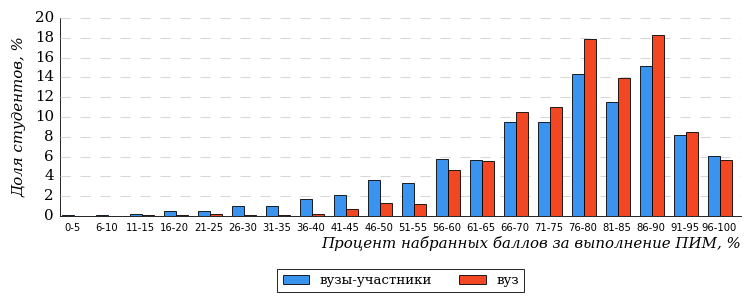 20
18
16
14
12
10
8
6
4
2
0
Доля студентов, %
0-5 6-10 11-15 16-20 21-25 26-30 31-35 36-40 41-45 46-50 51-55 56-60 61-65 66-70 71-75 76-80 81-85 86-90 91-95 96-100
Процент набранных баллов за выполнение ПИМ, %
вузы-участники вуз